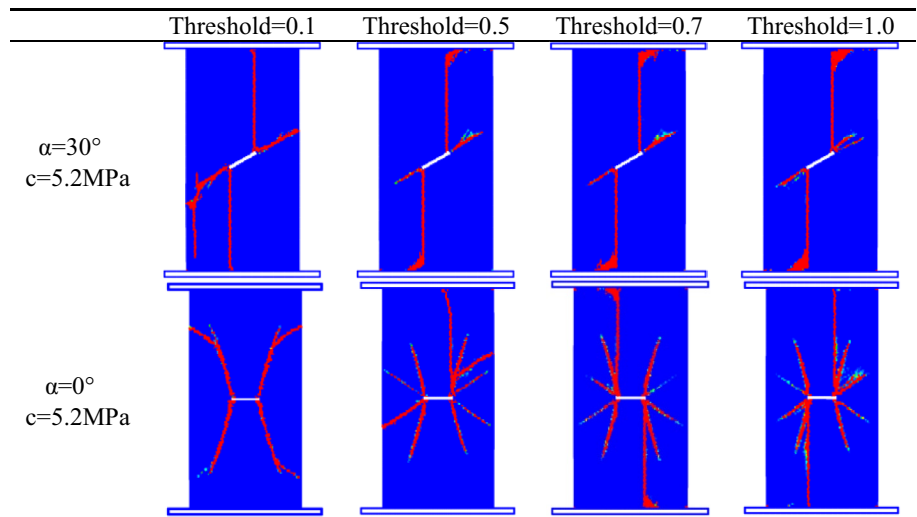 Threshold=0.1 Threshold=0.5 Threshold=0.7 Threshold=1.0
α=30°
c=5.2MPa
α=0°
c=5.2MPa